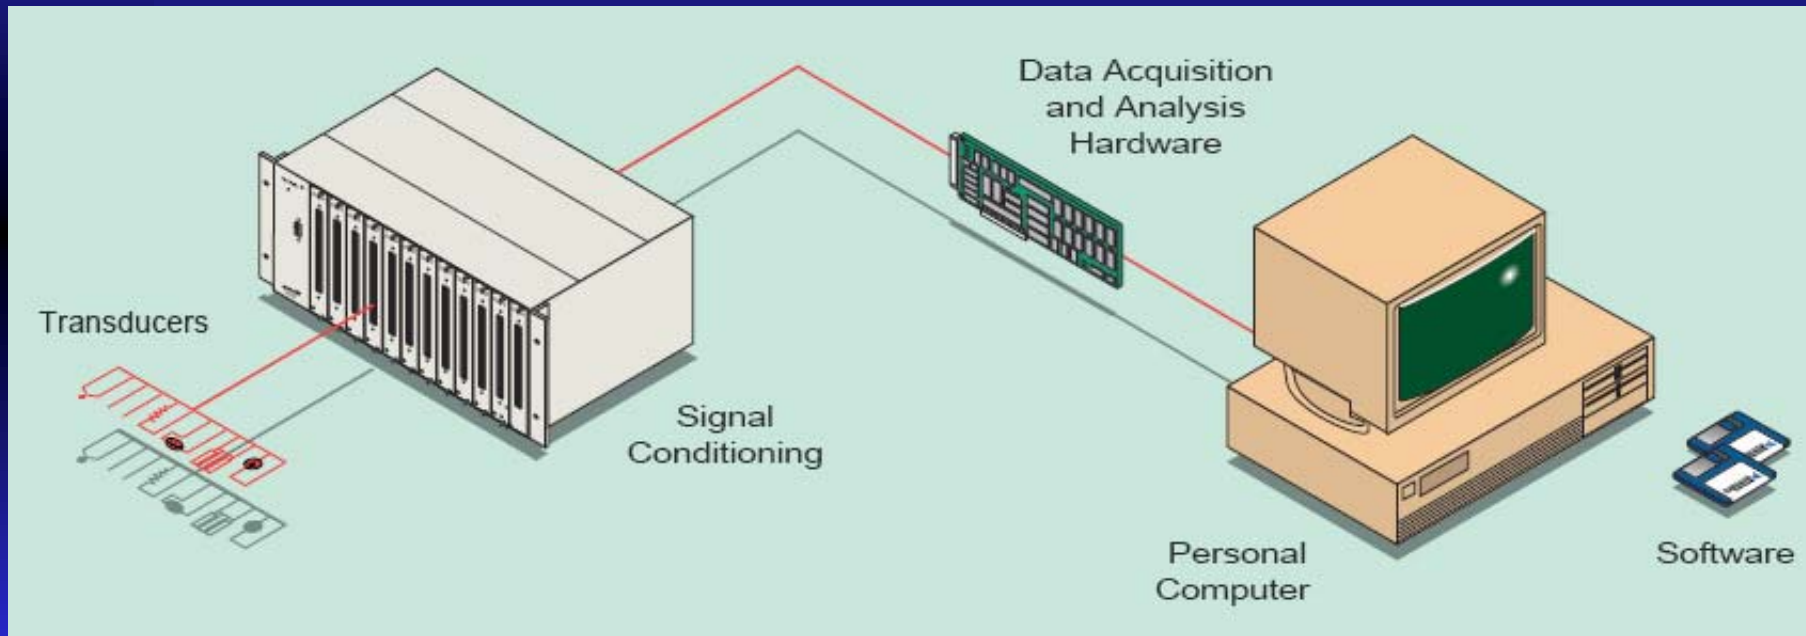 Transducers
Signal
Conditioning
Data Acquisition
and Analysis
Hardware
Personal
Computer
Software